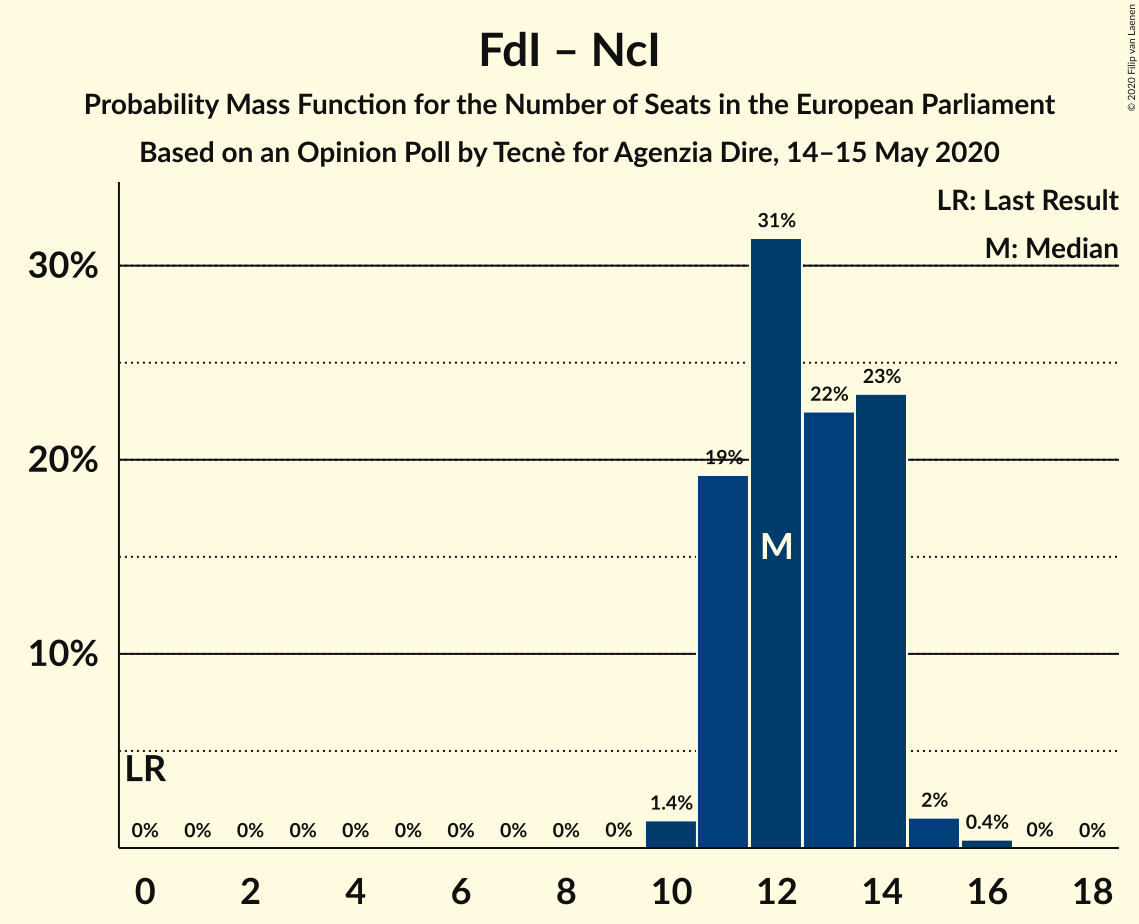 FdI – NcI
Probability Mass Function for the Number of Seats in the European Parliament
Based on an Opinion Poll by Tecnè for Agenzia Dire, 14–15 May 2020
© 2020 Filip van Laenen
LR: Last Result
M: Median
30%
20%
10%
31%
23%
22%
19%
M
LR
0% 0% 0% 0% 0% 0% 0% 0% 0% 0% 1.4% 2% 0.4% 0% 0%
0 2 4 6 8 10 12 14 16 18